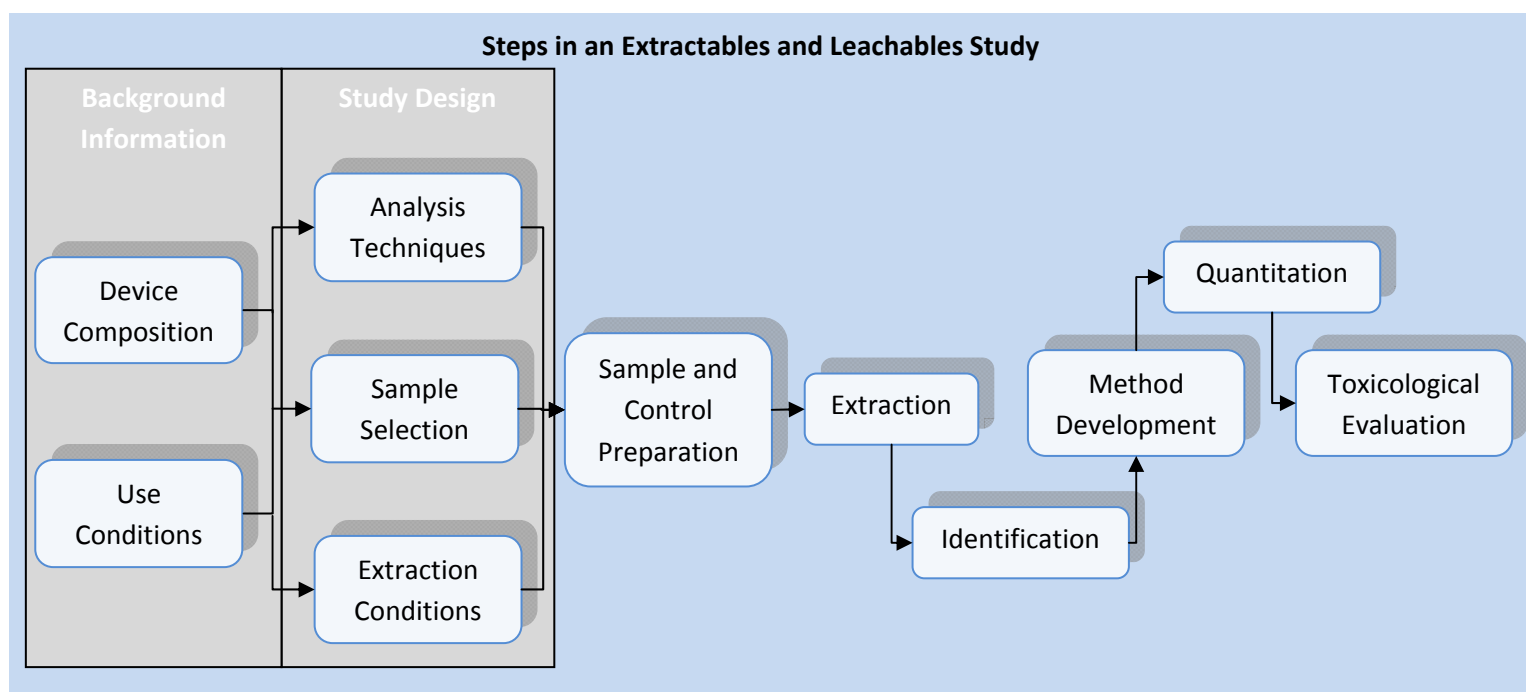 Steps in an Extractables and Leachables Study
Background
Information
Study Design
Device
Composition
Use
Conditions
Analysis
Techniques
Sample
Selection
Extraction
Conditions
Sample and
Control
Preparation
Extraction
Identification
Method
Development
Quantitation
Toxicological
Evaluation